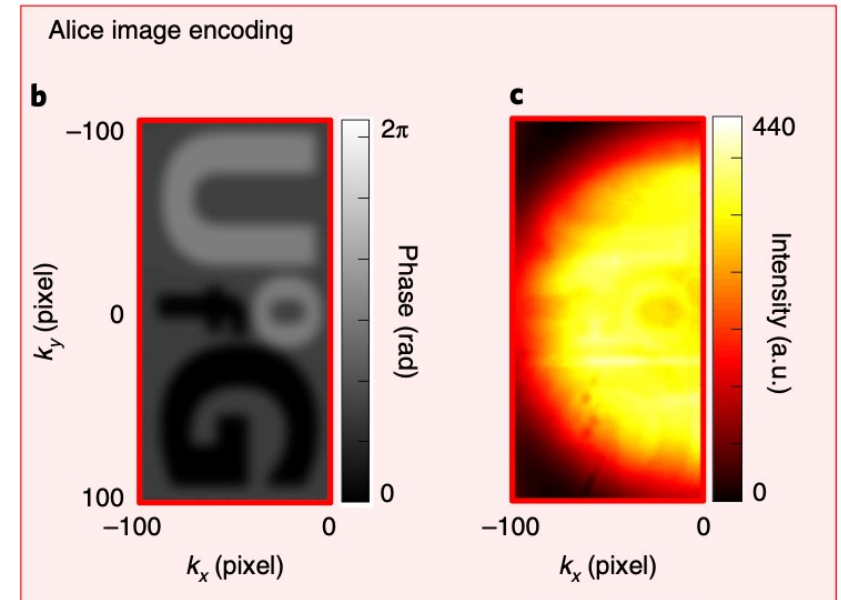 Alice image encoding
b
−100
0
100
k_y (pixel)
−100
0
k_x (pixel)
U
o
f
G
2π
0
Phase (rad)
c
−100
0
k_x (pixel)
440
0
Intensity (a.u.)